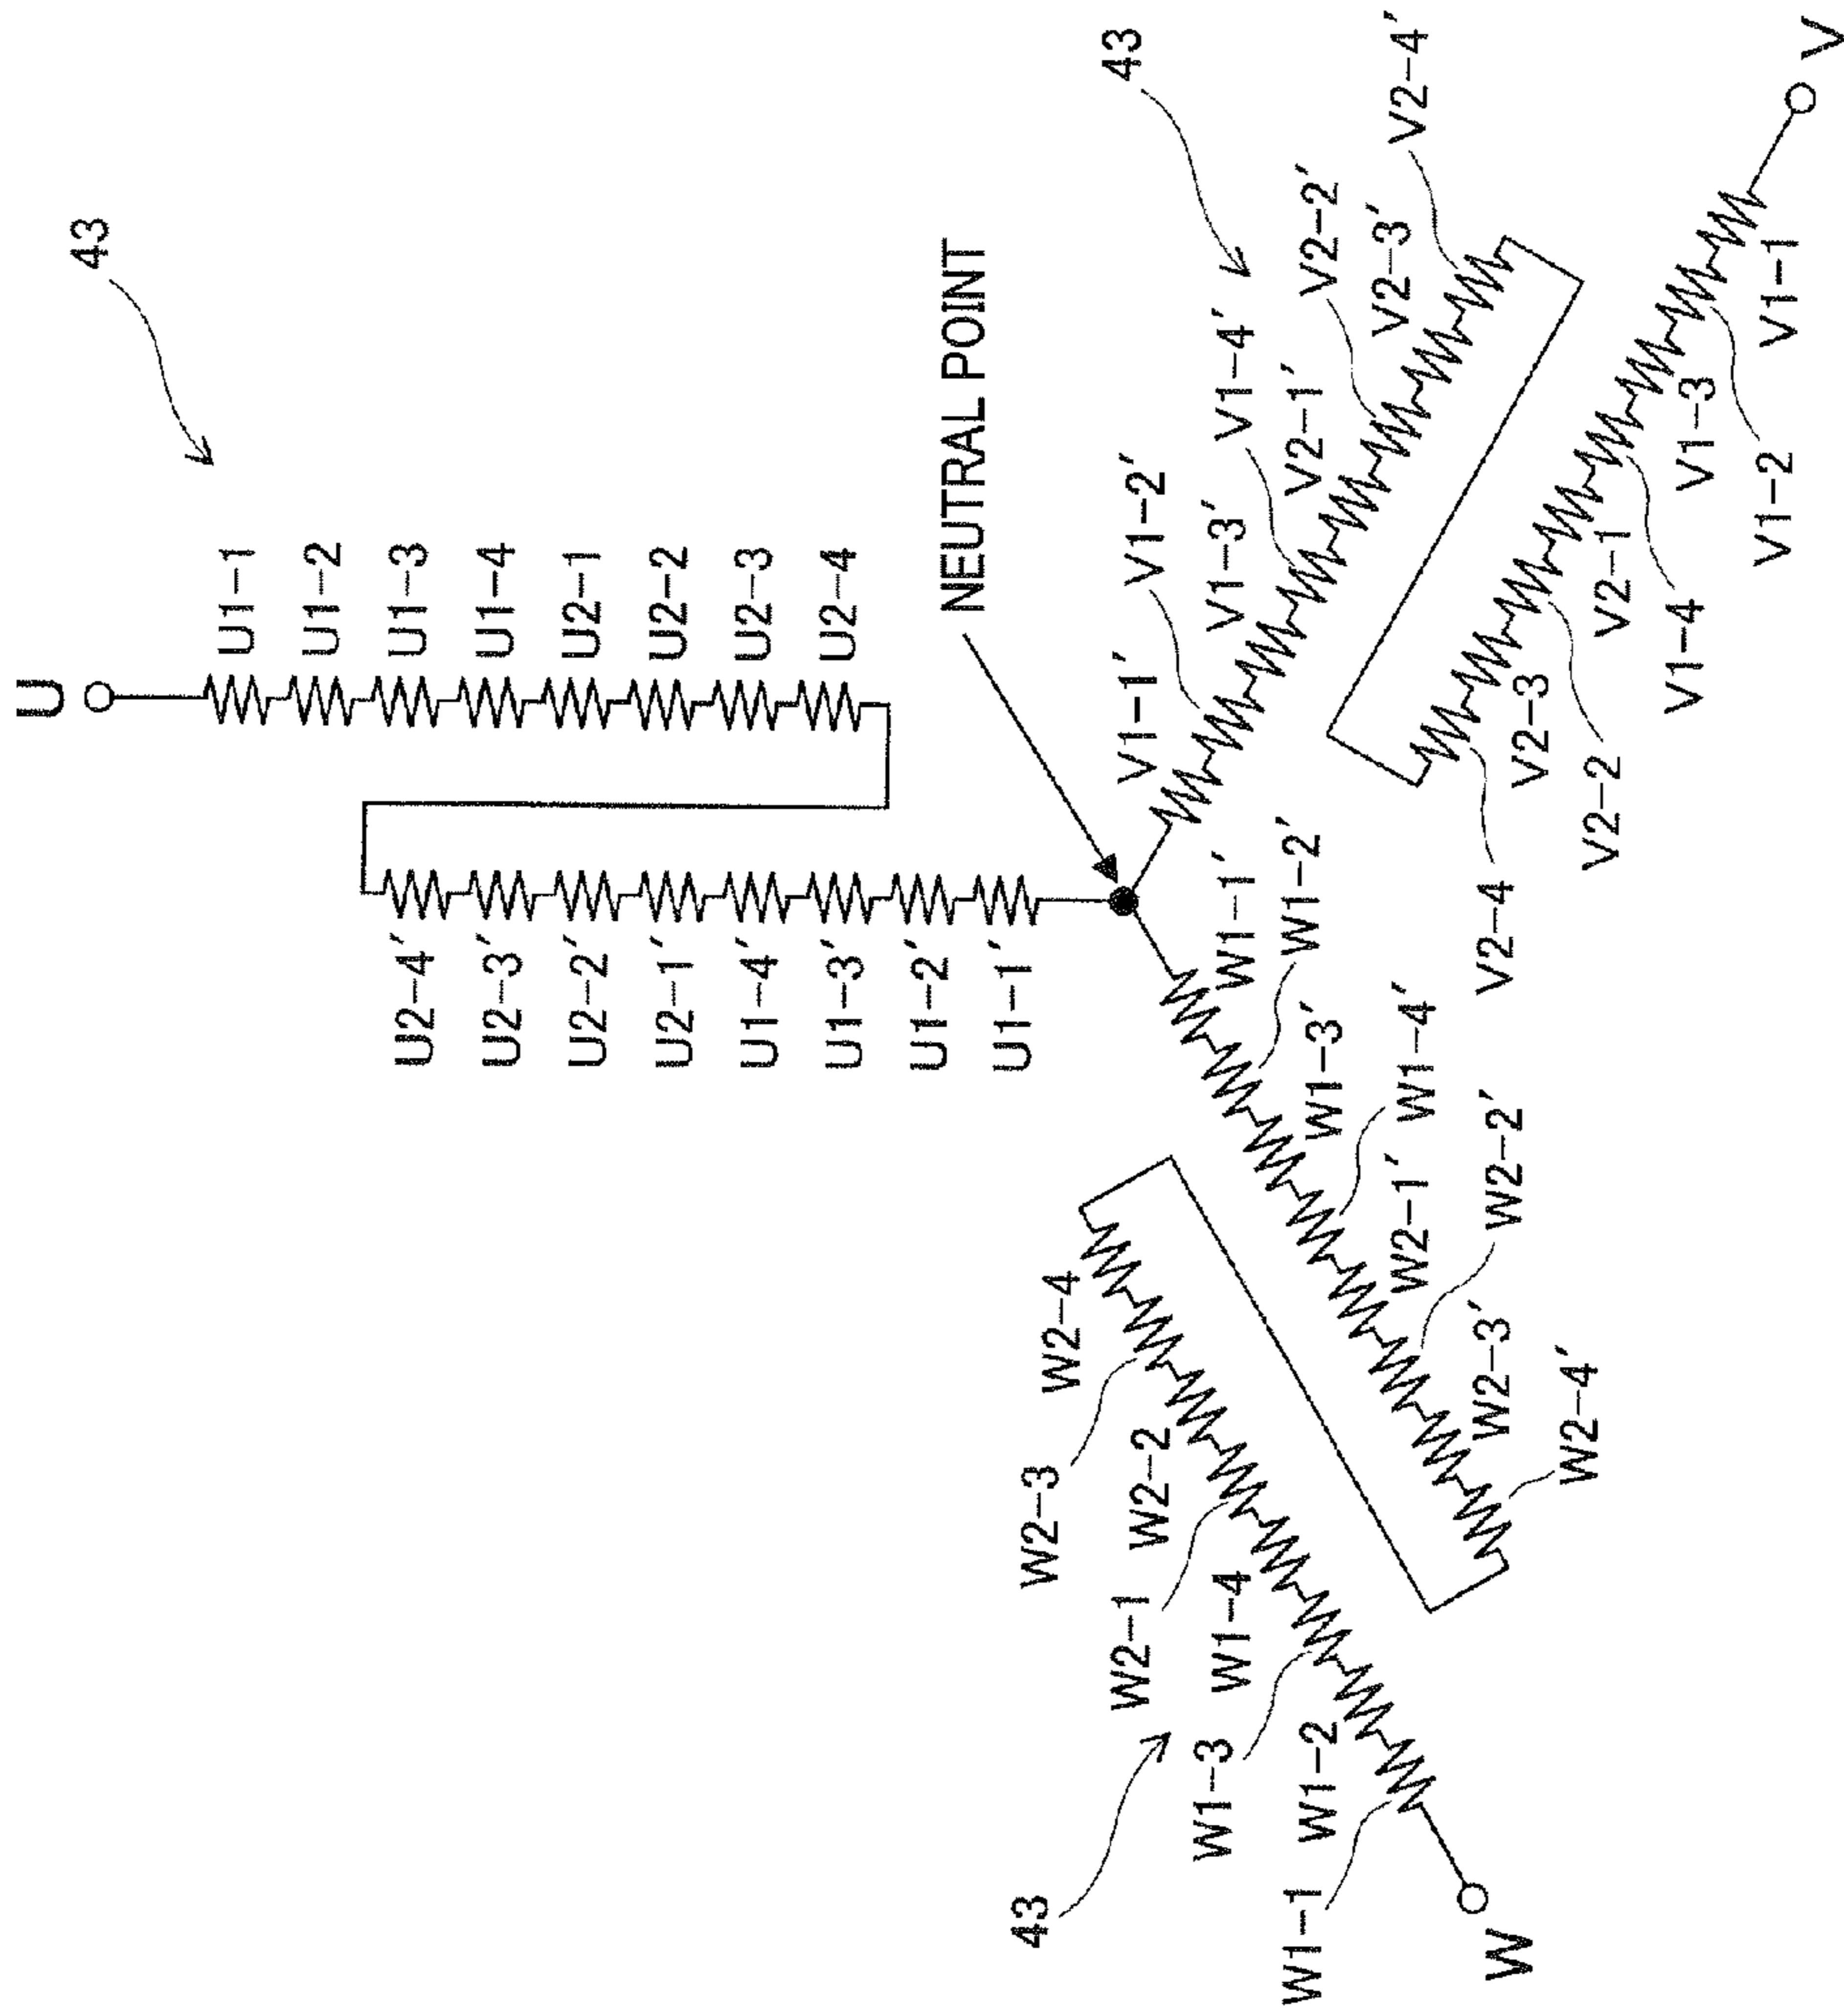 43
U
U1-1
U1-2
U1-3
U1-4
U2-1
U2-2
U2-3
U2-4
U2-4′
U2-3′
U2-2′
U2-1′
U1-4′
U1-3′
U1-2′
U1-1′
NEUTRAL POINT
43
V1-1′
V1-2′
V1-3′
V1-4′
V2-1′
V2-2′
V2-3′
V2-4′
V2-4
V2-3
V2-2
V2-1
V1-4
V1-3
V1-2
V1-1
V
W1-1′
W1-2′
W1-3′
W1-4′
W2-1′
W2-2′
W2-3′
W2-4′
W2-4
W2-3
W2-2
W2-1
W1-4
W1-3
W1-2
W1-1
43
W